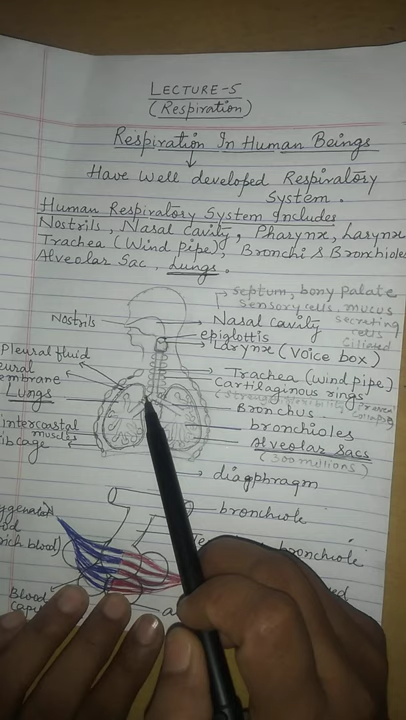 LECTURE-5
(Respiration)
Respiration In Human Beings
Have well developed Respiratory
System.
Human Respiratory System Includes
Nostrils, Nasal cavity, Pharynx, Larynx
Trachea (Wind pipe), Bronchi & Bronchioles
Alveolar Sac, Lungs.
septum, bony palate
Sensory cells, mucus
secreting
cells
Ciliated
Nostrils
Nasal cavity
epiglottis
Larynx (Voice box)
Pleural fluid
Trachea (wind pipe)
Cartilaginous rings
Lungs
Bronchus
bronchioles
intercostal
muscles
Alveolar Sacs
(300 millions)
diagphragm
bronchiole
bronchiole
rich blood)
Blood